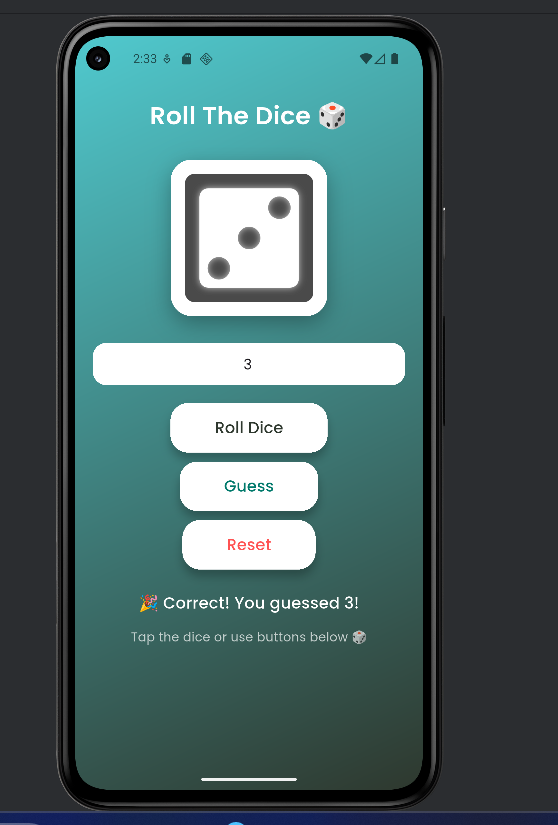 2:33
Roll The Dice 🎲
3
Roll Dice
Guess
Reset
🎉 Correct! You guessed 3!
Tap the dice or use buttons below 🎲